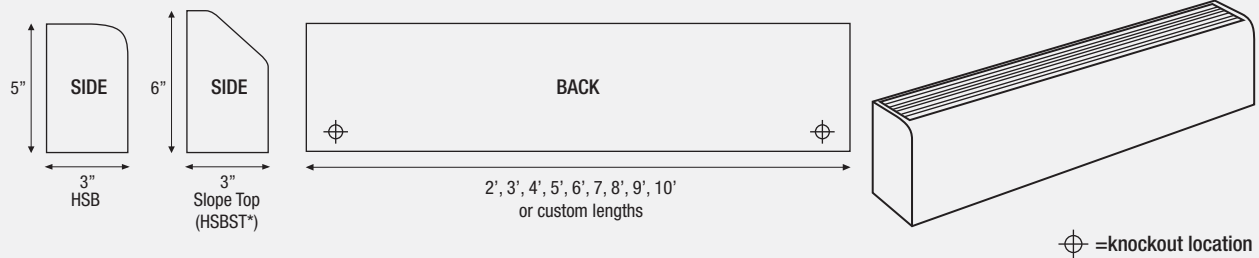 5”
SIDE
3”
HSB
6”
SIDE
3”
Slope Top
(HSBST*)
BACK
2’, 3’, 4’, 5’, 6’, 7, 8’, 9’, 10’
or custom lengths
=knockout location